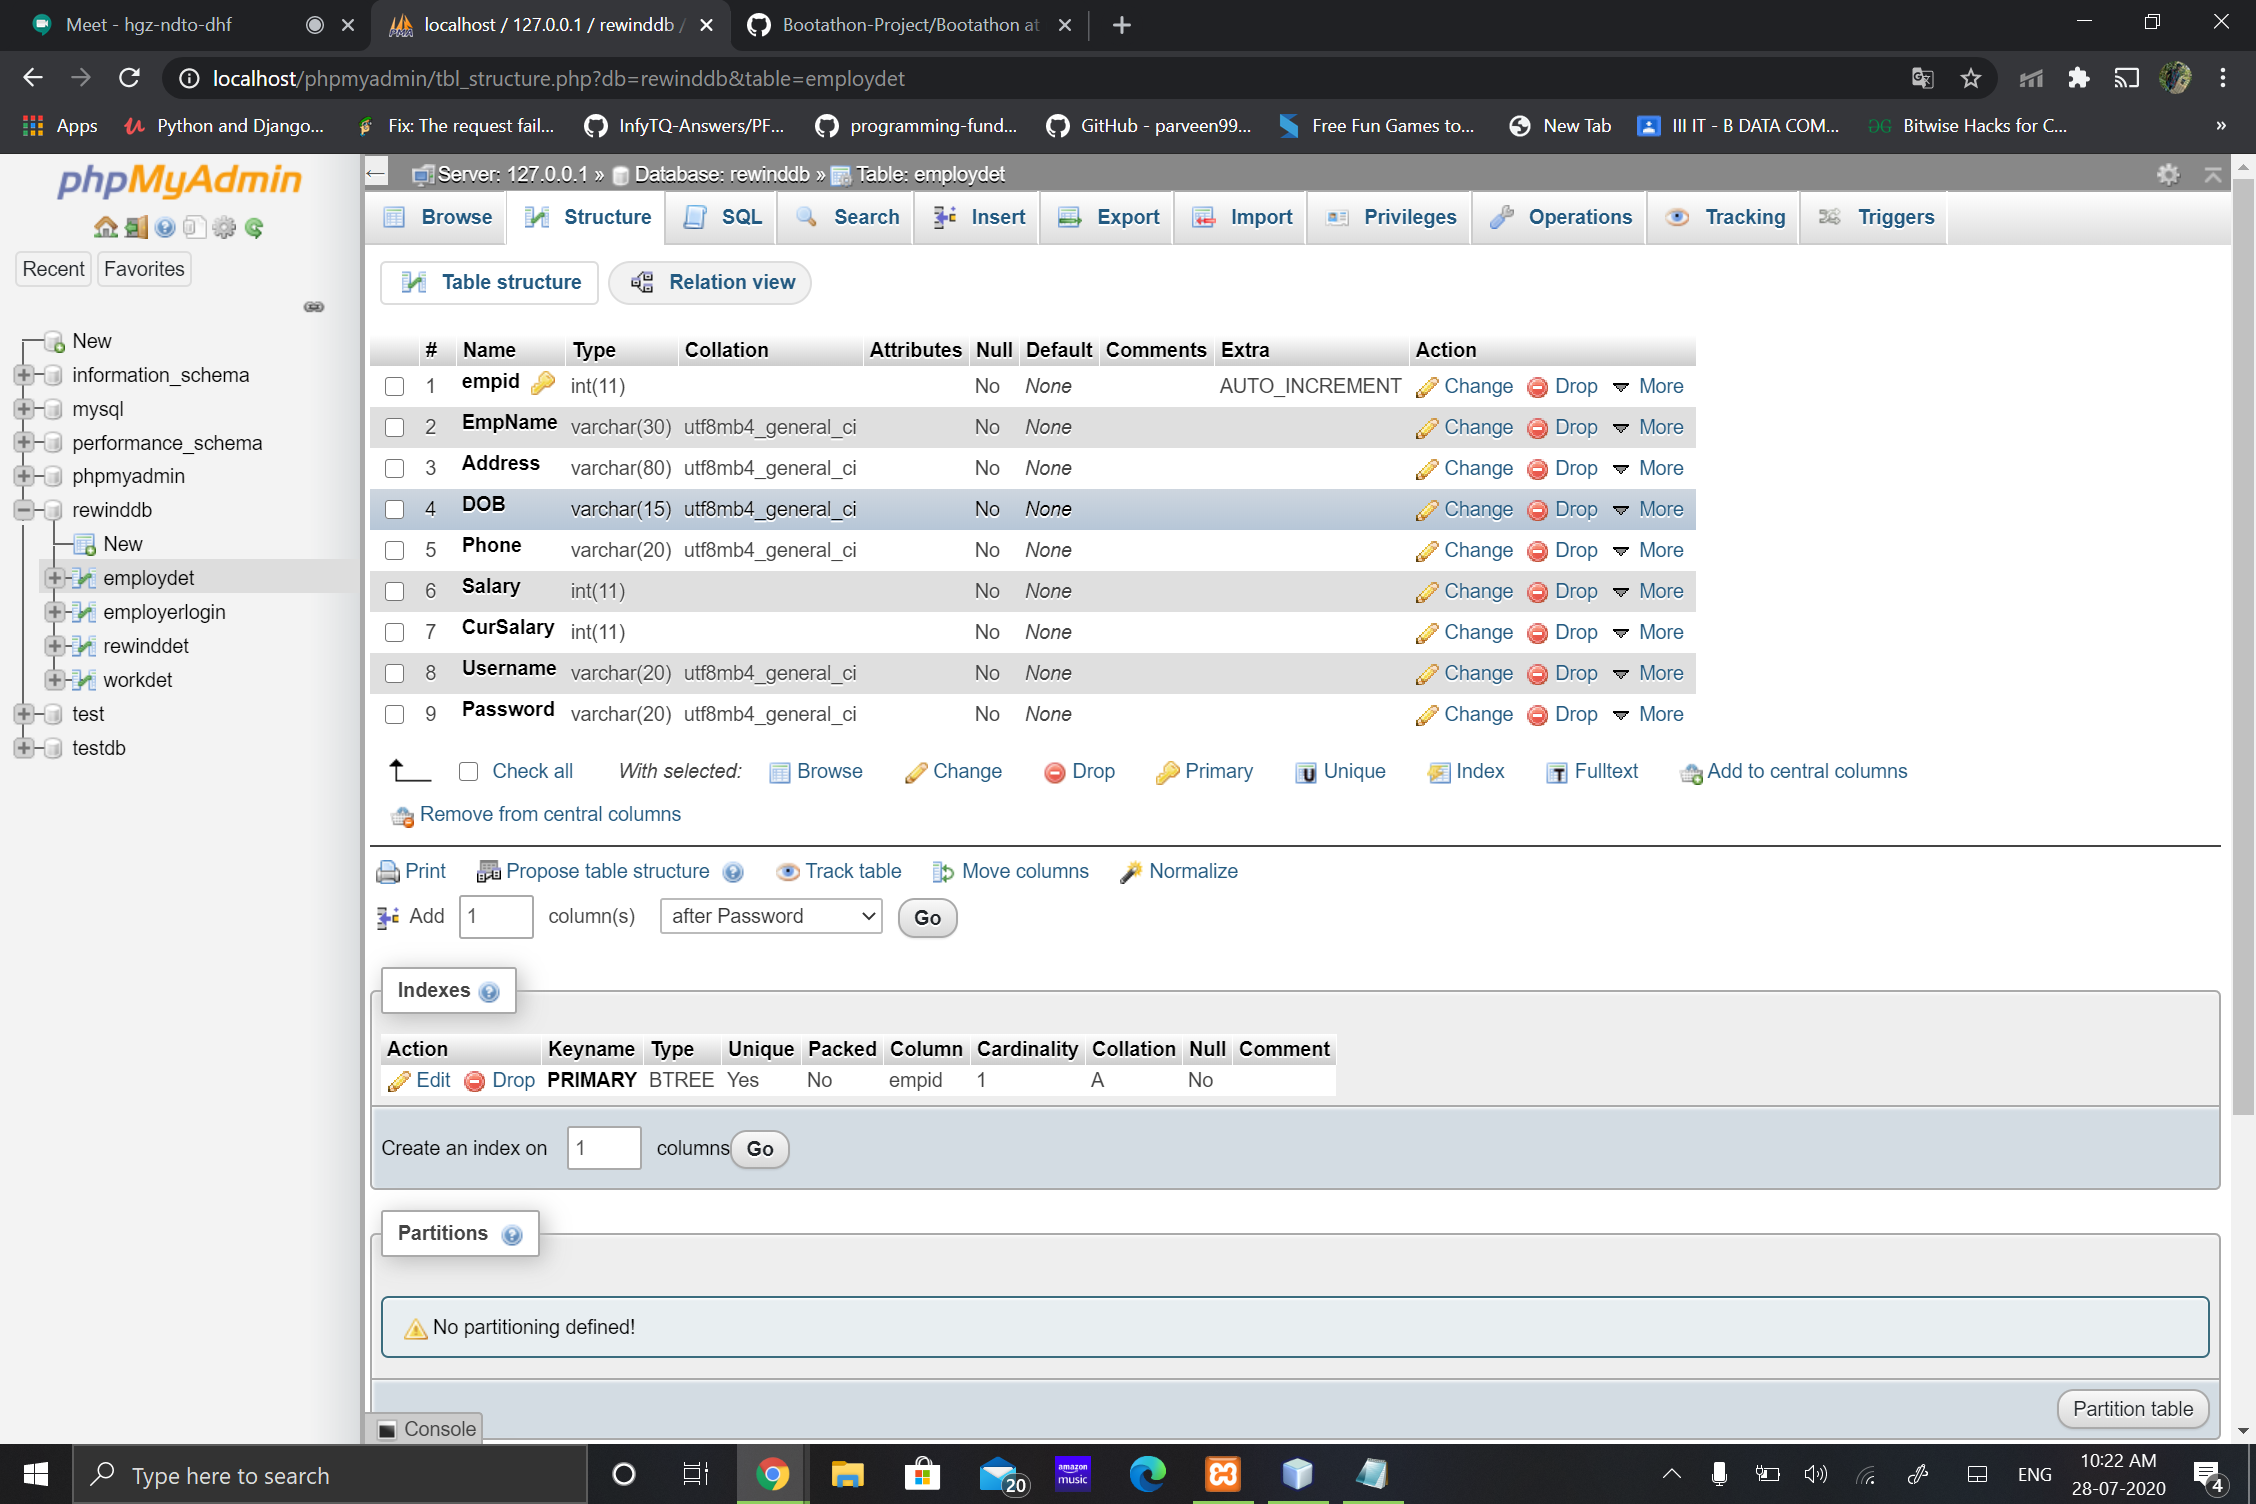 Meet - hgz-ndto-dhf
localhost / 127.0.0.1 / rewinddb /
Bootathon-Project/Bootathon at
localhost/phpmyadmin/tbl_structure.php?db=rewinddb&table=employdet
Apps
Python and Django...
Fix: The request fail...
InfyTQ-Answers/PF...
programming-fund...
GitHub - parveen99...
Free Fun Games to...
New Tab
III IT - B DATA COM...
Bitwise Hacks for C...
»
phpMyAdmin
Recent
Favorites
New
information_schema
mysql
performance_schema
phpmyadmin
rewinddb
New
employdet
employerlogin
rewinddet
workdet
test
testdb
Server: 127.0.0.1 » Database: rewinddb » Table: employdet
Browse Structure SQL Search Insert Export Import Privileges Operations Tracking Triggers
Table structure Relation view
# Name Type Collation Attributes Null Default Comments Extra Action
1 empid int(11) No None AUTO_INCREMENT Change Drop More
2 EmpName varchar(30) utf8mb4_general_ci No None Change Drop More
3 Address varchar(80) utf8mb4_general_ci No None Change Drop More
4 DOB varchar(15) utf8mb4_general_ci No None Change Drop More
5 Phone varchar(20) utf8mb4_general_ci No None Change Drop More
6 Salary int(11) No None Change Drop More
7 CurSalary int(11) No None Change Drop More
8 Username varchar(20) utf8mb4_general_ci No None Change Drop More
9 Password varchar(20) utf8mb4_general_ci No None Change Drop More
Check all With selected: Browse Change Drop Primary Unique Index Fulltext Add to central columns
Remove from central columns
Print Propose table structure Track table Move columns Normalize
Add 1 column(s) after Password Go
Indexes
Action Keyname Type Unique Packed Column Cardinality Collation Null Comment
Edit Drop PRIMARY BTREE Yes No empid 1 A No
Create an index on 1 columns Go
Partitions
No partitioning defined!
Partition table
Console
Type here to search
20
amazon music
ENG
10:22 AM
28-07-2020
4